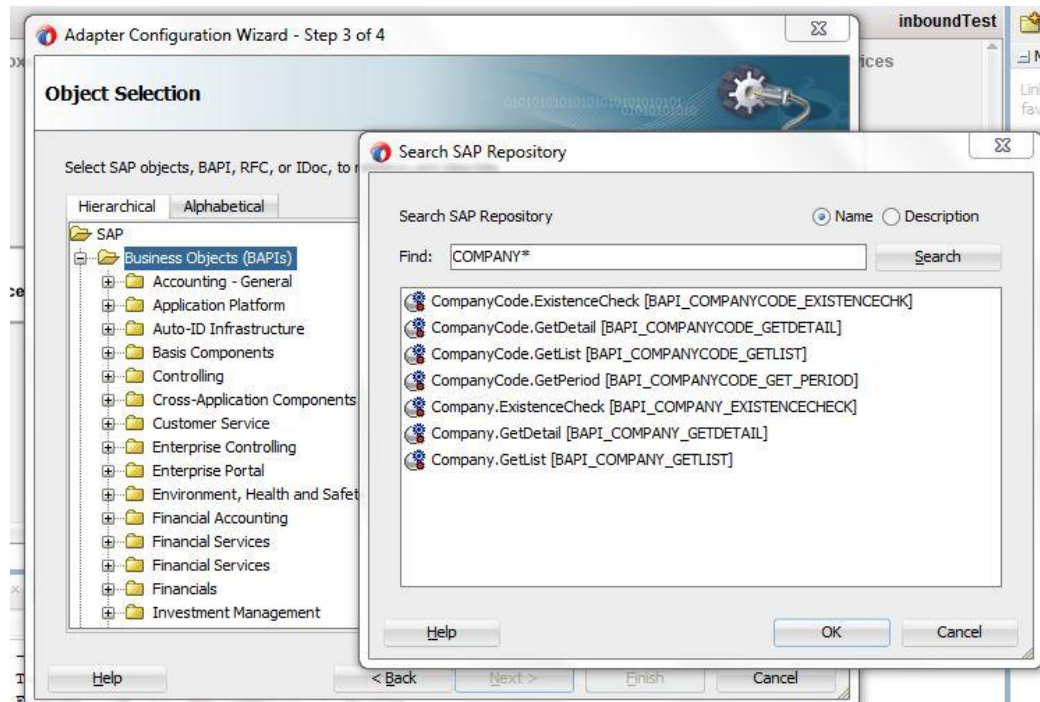 inboundTest
Adapter Configuration Wizard - Step 3 of 4
ices
Object Selection
Search SAP Repository
Select SAP objects, BAPI, RFC, or IDoc, to
Hierarchical Alphabetical
SAP
Business Objects (BAPIs)
Accounting - General
Application Platform
Auto-ID Infrastructure
Basis Components
Controlling
Cross-Application Components
Customer Service
Enterprise Controlling
Enterprise Portal
Environment, Health and Safet
Financial Accounting
Financial Services
Financial Services
Financials
Investment Management
Search SAP Repository Name Description
Find: COMPANY* Search
CompanyCode.ExistenceCheck [BAPI_COMPANYCODE_EXISTENCECHK]
CompanyCode.GetDetail [BAPI_COMPANYCODE_GETDETAIL]
CompanyCode.GetList [BAPI_COMPANYCODE_GETLIST]
CompanyCode.GetPeriod [BAPI_COMPANYCODE_GET_PERIOD]
Company.ExistenceCheck [BAPI_COMPANY_EXISTENCECHECK]
Company.GetDetail [BAPI_COMPANY_GETDETAIL]
Company.GetList [BAPI_COMPANY_GETLIST]
Help OK Cancel
Help < Back Next > Finish Cancel